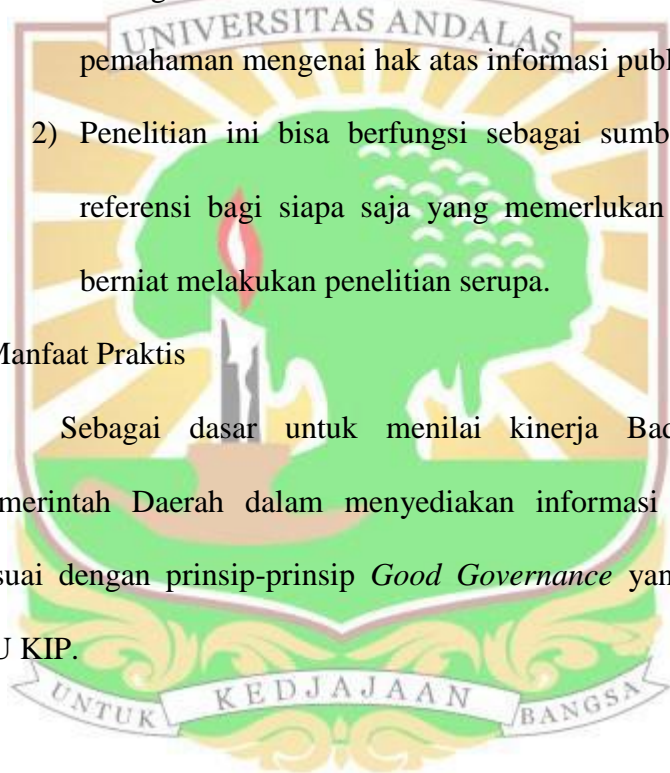 UNIVERSITAS ANDALAS
pemahaman mengenai hak atas informasi publ
2) Penelitian ini bisa berfungsi sebagai sumb
referensi bagi siapa saja yang memerlukan
berniat melakukan penelitian serupa.
Manfaat Praktis
Sebagai dasar untuk menilai kinerja Bad
merintah Daerah dalam menyediakan informasi
suai dengan prinsip-prinsip Good Governance yan
U KIP.
UNTUK KEDJAJAAN BANGSA